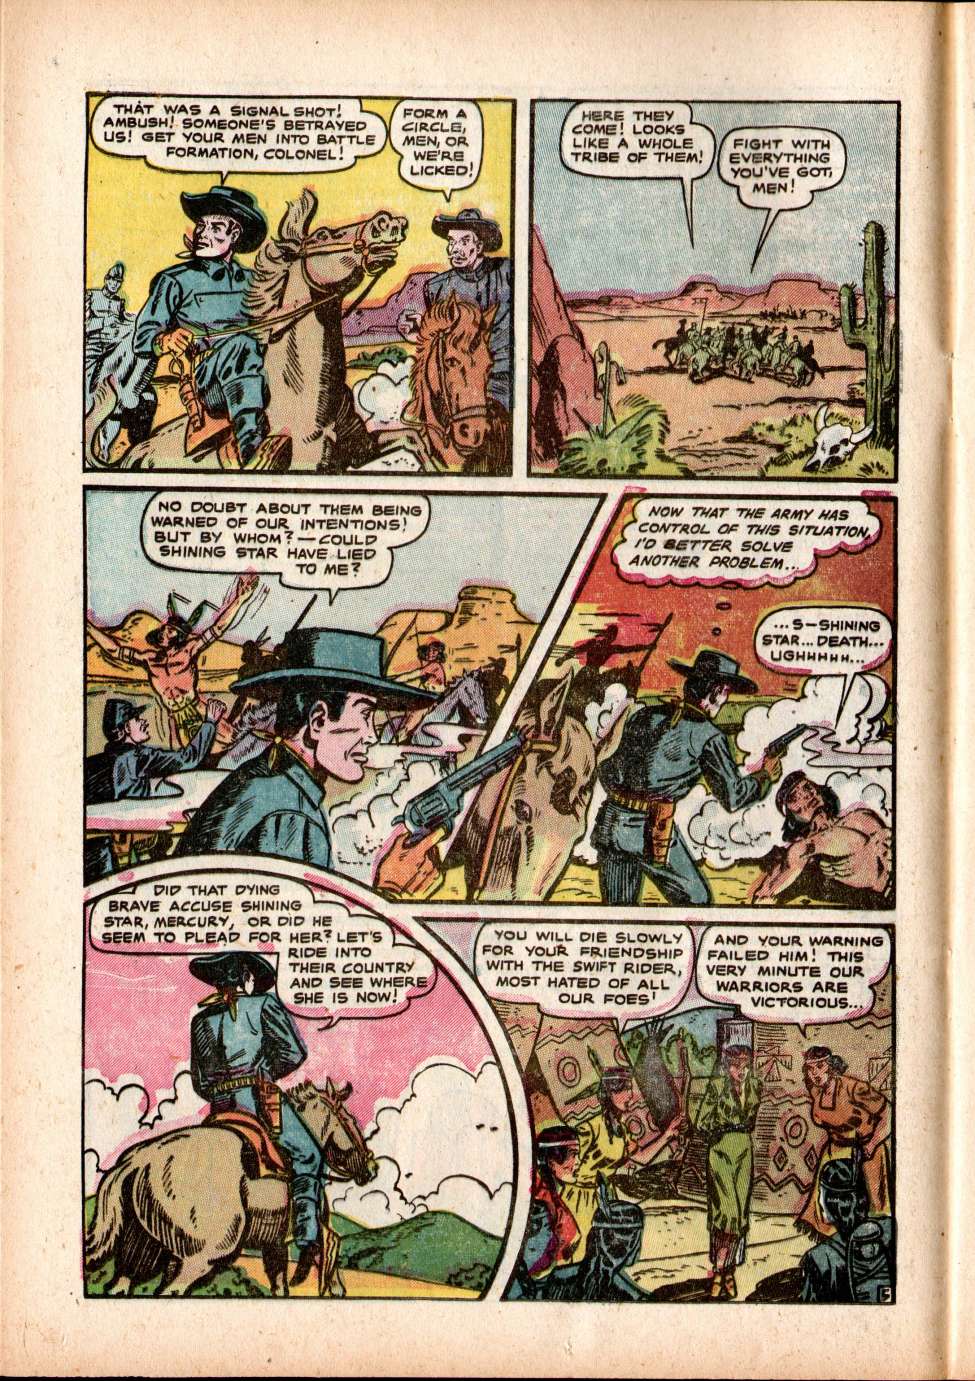 THAT WAS A SIGNAL SHOT!
AMBUSH! SOMEONE'S BETRAYED
US! GET YOUR MEN INTO BATTLE
FORMATION, COLONEL!
FORM A
CIRCLE,
MEN, OR
WE'RE
LICKED!
HERE THEY
COME! LOOKS
LIKE A WHOLE
TRIBE OF THEM!
FIGHT WITH
EVERYTHING
YOU'VE GOT,
MEN!
NO DOUBT ABOUT THEM BEING
WARNED OF OUR INTENTIONS!
BUT BY WHOM?—COULD
SHINING STAR HAVE LIED
TO ME?
NOW THAT THE ARMY HAS
CONTROL OF THIS SITUATION,
I'D BETTER SOLVE
ANOTHER PROBLEM...
...S-SHINING
STAR...DEATH...
UGHHHHH...
DID THAT DYING
BRAVE ACCUSE SHINING
STAR, MERCURY, OR DID HE
SEEM TO PLEAD FOR HER? LET'S
RIDE INTO
THEIR COUNTRY
AND SEE WHERE
SHE IS NOW!
YOU WILL DIE SLOWLY
FOR YOUR FRIENDSHIP
WITH THE SWIFT RIDER,
MOST HATED OF ALL
OUR FOES!
AND YOUR WARNING
FAILED HIM! THIS
VERY MINUTE OUR
WARRIORS ARE
VICTORIOUS...
5